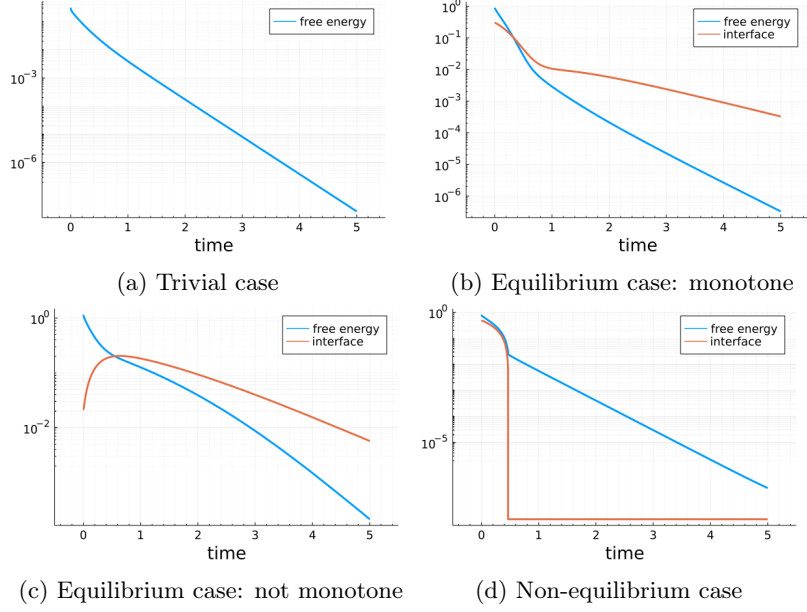 free energy
10^-3
10^-6
0 1 2 3 4 5
time
(a) Trivial case
free energy
interface
10^0
10^-1
10^-2
10^-3
10^-4
10^-5
10^-6
0 1 2 3 4 5
time
(b) Equilibrium case: monotone
free energy
interface
10^0
10^-2
0 1 2 3 4 5
time
(c) Equilibrium case: not monotone
free energy
interface
10^0
10^-5
0 1 2 3 4 5
time
(d) Non-equilibrium case